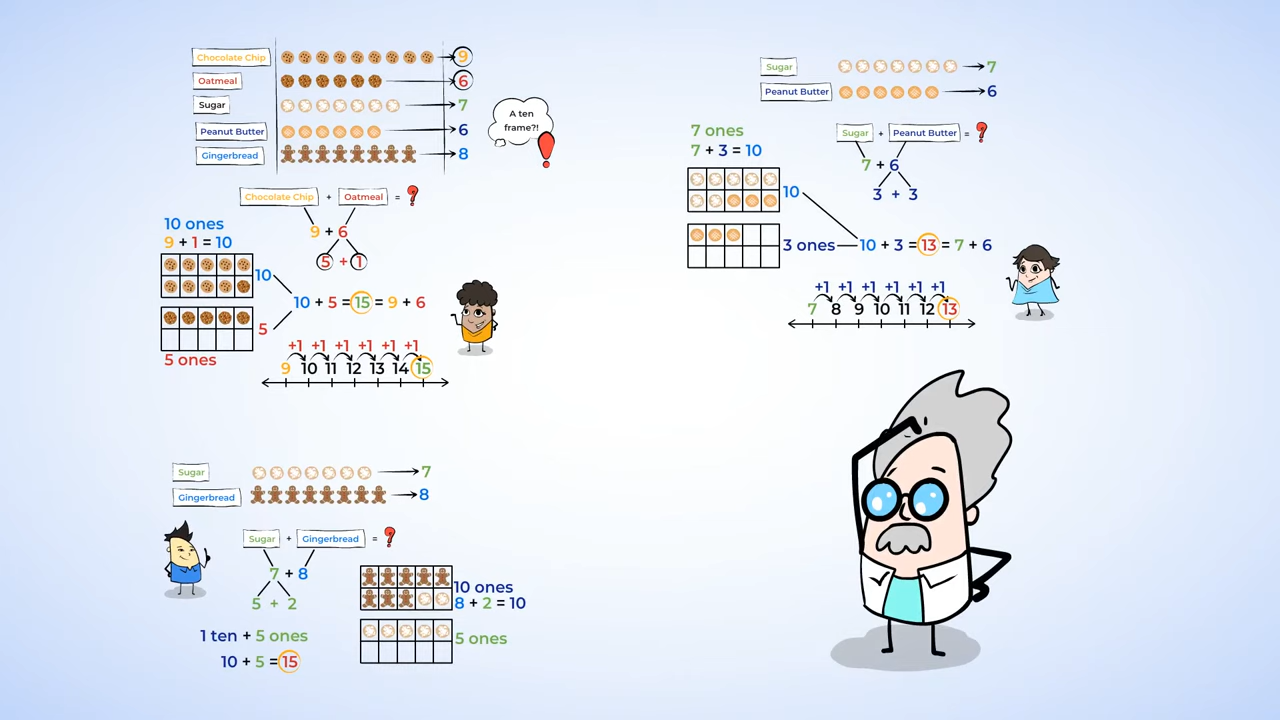 Chocolate Chip 9
Oatmeal 6
Sugar 7
Peanut Butter 6
Gingerbread 8
A ten
frame?!
Chocolate Chip + Oatmeal = ?
9 + 6
5 + 1
10 ones
9 + 1 = 10
10
5
5 ones
10 + 5 = 15 = 9 + 6
+1 +1 +1 +1 +1 +1
9 10 11 12 13 14 15
Sugar 7
Peanut Butter 6
Sugar + Peanut Butter = ?
7 + 6
3 + 3
7 ones
7 + 3 = 10
10
3 ones
10 + 3 = 13 = 7 + 6
+1 +1 +1 +1 +1 +1
7 8 9 10 11 12 13
Sugar 7
Gingerbread 8
Sugar + Gingerbread = ?
7 + 8
5 + 2
1 ten + 5 ones
10 + 5 = 15
10 ones
8 + 2 = 10
5 ones